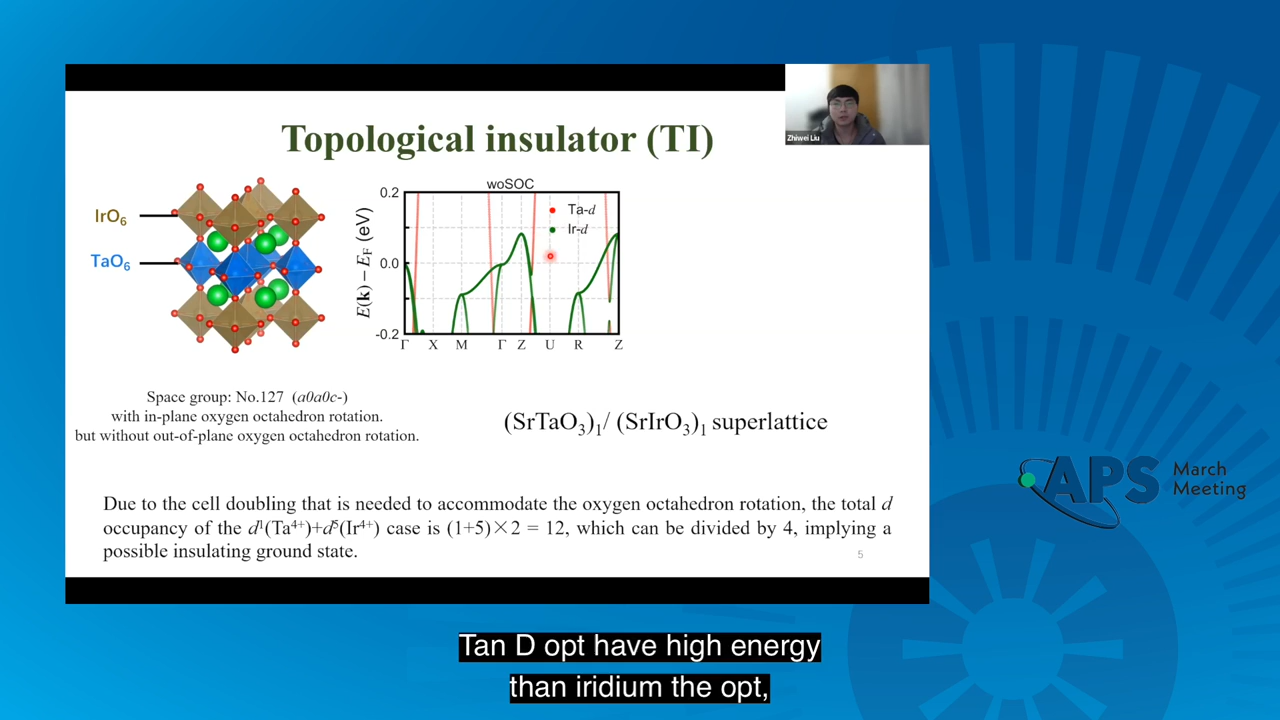 Zhiwei Liu
Topological insulator (TI)
IrO6
TaO6
woSOC
0.2
0.0
-0.2
E(k) − EF (eV)
Ta-d
Ir-d
Γ X M Γ Z U R Z
Space group: No.127 (a0a0c-)
with in-plane oxygen octahedron rotation.
but without out-of-plane oxygen octahedron rotation.
(SrTaO3)1/ (SrIrO3)1 superlattice
Due to the cell doubling that is needed to accommodate the oxygen octahedron rotation, the total d
occupancy of the d¹(Ta⁴⁺)+d⁵(Ir⁴⁺) case is (1+5)×2 = 12, which can be divided by 4, implying a
possible insulating ground state.
5
APS March
Meeting
Tan D opt have high energy
than iridium the opt,